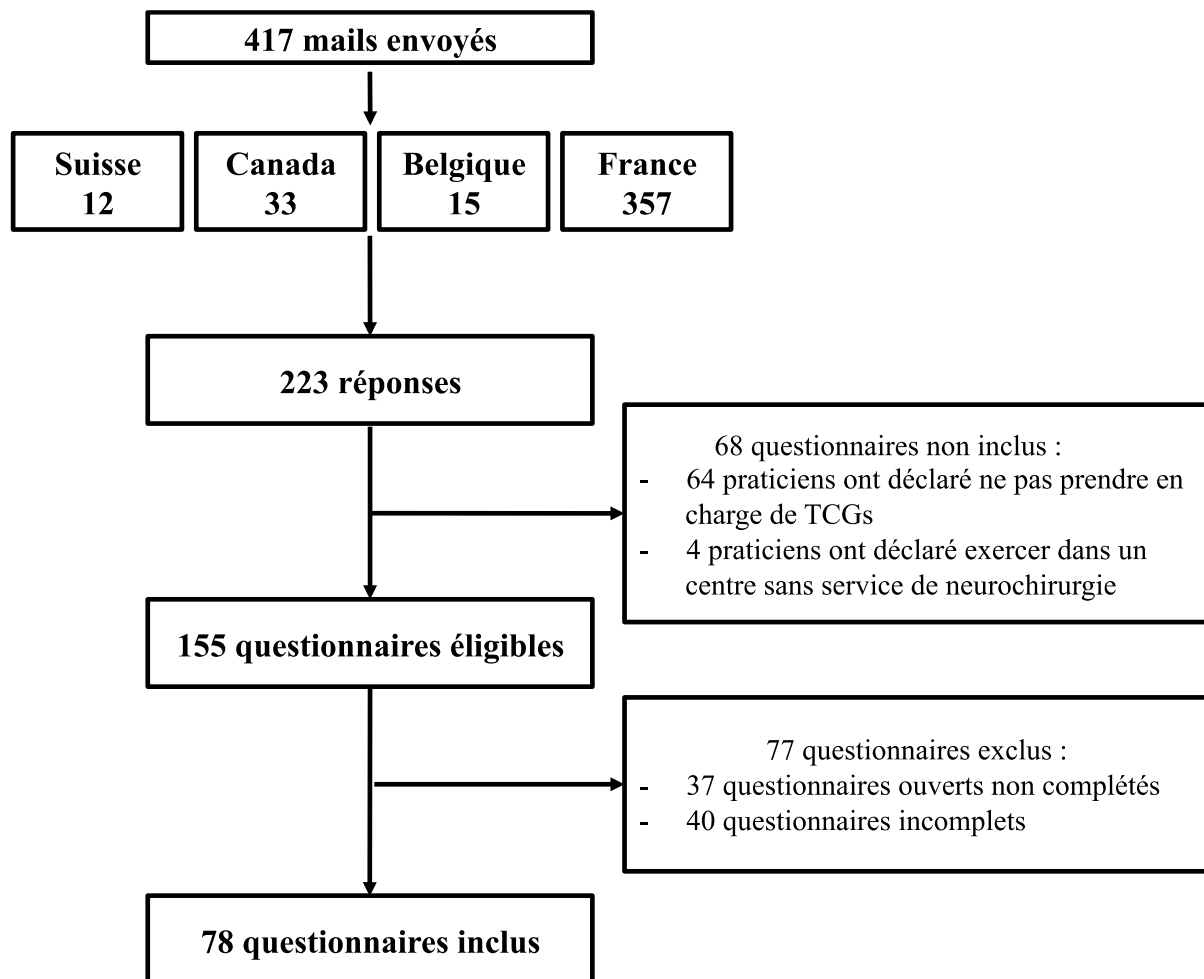 417 mails envoyés
Suisse
12
Canada
33
Belgique
15
France
357
223 réponses
68 questionnaires non inclus :
- 64 praticiens ont déclaré ne pas prendre en
charge de TCGs
- 4 praticiens ont déclaré exercer dans un
centre sans service de neurochirurgie
155 questionnaires éligibles
77 questionnaires exclus :
- 37 questionnaires ouverts non complétés
- 40 questionnaires incomplets
78 questionnaires inclus